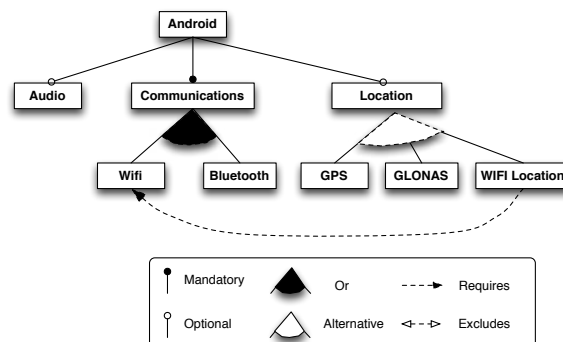 Android
Audio Communications Location
Wifi Bluetooth GPS GLONAS WIFI Location
Mandatory Or Requires
Optional Alternative Excludes